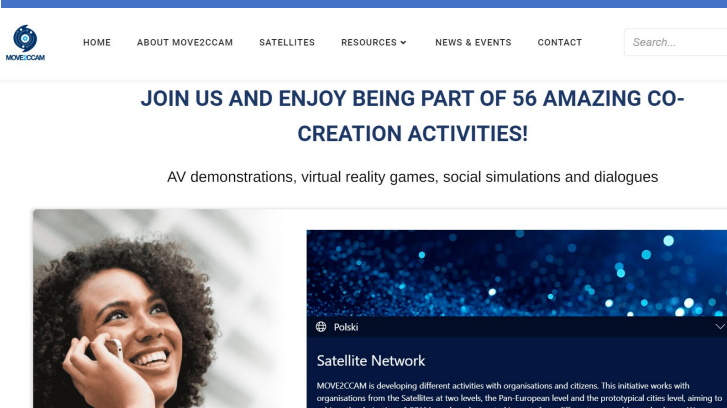 MOVE2CCAM
HOME ABOUT MOVE2CCAM SATELLITES RESOURCES NEWS & EVENTS CONTACT Search...
JOIN US AND ENJOY BEING PART OF 56 AMAZING CO-
CREATION ACTIVITIES!
AV demonstrations, virtual reality games, social simulations and dialogues
Polski
Satellite Network
MOVE2CCAM is developing different activities with organisations and citizens. This initiative works with
organisations from the Satellites at two levels, the Pan-European level and the prototypical cities level, aiming to